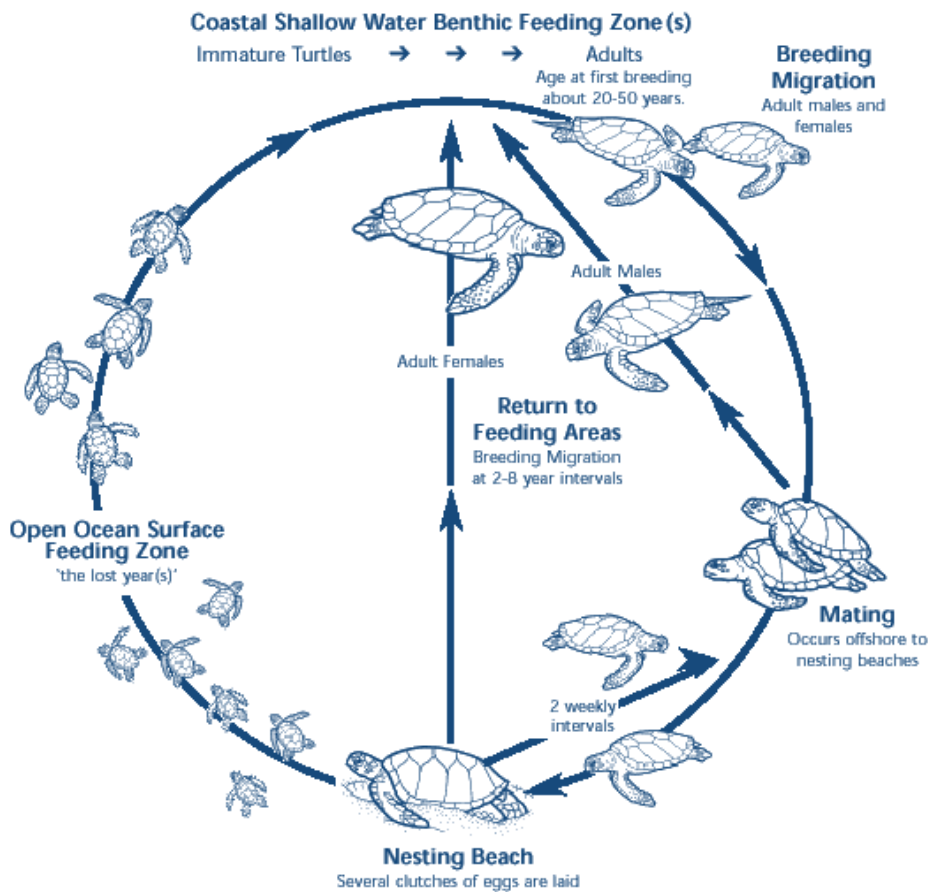 Coastal Shallow Water Benthic Feeding Zone(s)
Immature Turtles → → → Adults
Age at first breeding
about 20-50 years.
Breeding
Migration
Adult males and
females
Adult Males
Adult Females
Return to
Feeding Areas
Breeding Migration
at 2-8 year intervals
Open Ocean Surface
Feeding Zone
'the lost year(s)'
Mating
Occurs offshore to
nesting beaches
2 weekly
intervals
Nesting Beach
Several clutches of eggs are laid